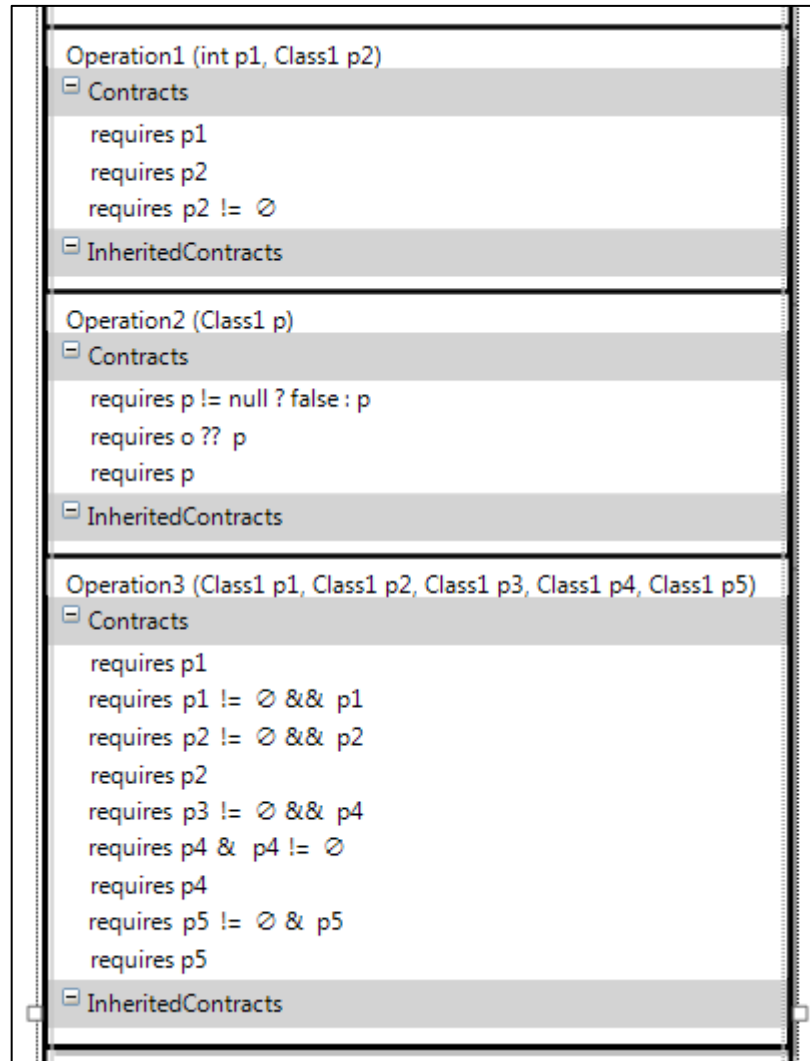 Operation1 (int p1, Class1 p2)
Contracts
requires p1
requires p2
requires p2 != ∅
InheritedContracts
Operation2 (Class1 p)
Contracts
requires p != null ? false : p
requires o ?? p
requires p
InheritedContracts
Operation3 (Class1 p1, Class1 p2, Class1 p3, Class1 p4, Class1 p5)
Contracts
requires p1
requires p1 != ∅ && p1
requires p2 != ∅ && p2
requires p2
requires p3 != ∅ && p4
requires p4 & p4 != ∅
requires p4
requires p5 != ∅ & p5
requires p5
InheritedContracts